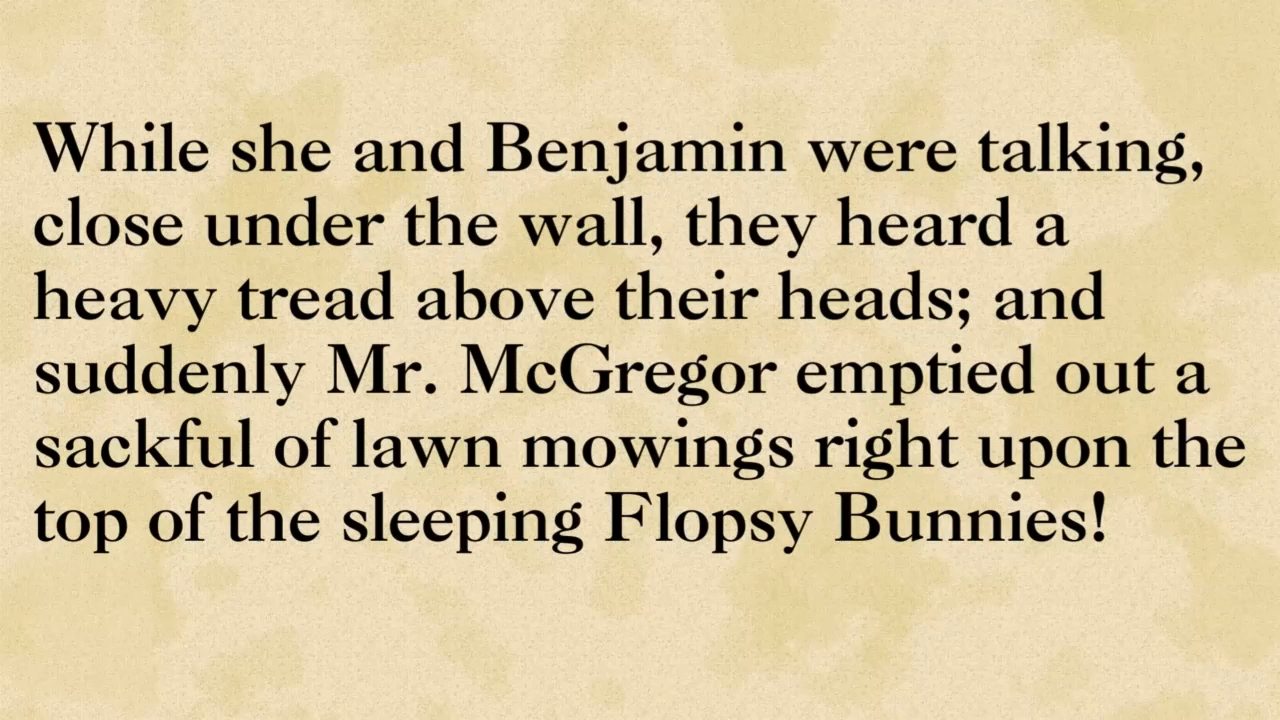 While she and Benjamin were talking,
close under the wall, they heard a
heavy tread above their heads; and
suddenly Mr. McGregor emptied out a
sackful of lawn mowings right upon the
top of the sleeping Flopsy Bunnies!